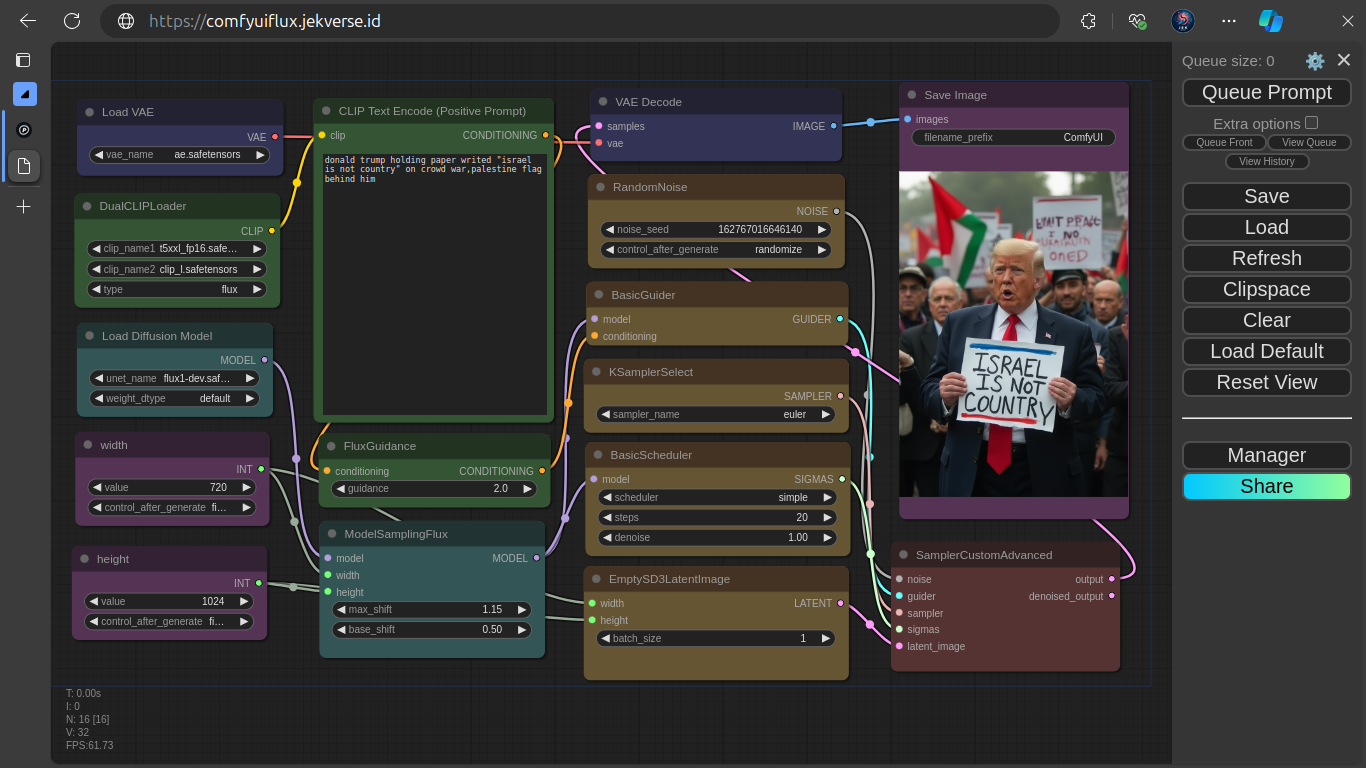 https://comfyuiflux.jekverse.id
Load VAE
VAE
vae_name ae.safetensors
DualCLIPLoader
CLIP
clip_name1 t5xxl_fp16.safe...
clip_name2 clip_l.safetensors
type flux
Load Diffusion Model
MODEL
unet_name flux1-dev.saf...
weight_dtype default
width
INT
value 720
control_after_generate fi...
height
INT
value 1024
control_after_generate fi...
CLIP Text Encode (Positive Prompt)
clip CONDITIONING
donald trump holding paper writed "israel
is not country" on crowd war,palestine flag
behind him
FluxGuidance
conditioning CONDITIONING
guidance 2.0
ModelSamplingFlux
model MODEL
width
height
max_shift 1.15
base_shift 0.50
VAE Decode
samples IMAGE
vae
RandomNoise
NOISE
noise_seed 162767016646140
control_after_generate randomize
BasicGuider
model GUIDER
conditioning
KSamplerSelect
SAMPLER
sampler_name euler
BasicScheduler
model SIGMAS
scheduler simple
steps 20
denoise 1.00
EmptySD3LatentImage
width LATENT
height
batch_size 1
Save Image
images
filename_prefix ComfyUI
ISRAEL
IS NOT
COUNTRY
SamplerCustomAdvanced
noise output
guider denoised_output
sampler
sigmas
latent_image
Queue size: 0
Queue Prompt
Extra options
Queue Front View Queue
View History
Save
Load
Refresh
Clipspace
Clear
Load Default
Reset View
Manager
Share
T: 0.00s
I: 0
N: 16 [16]
V: 32
FPS:61.73